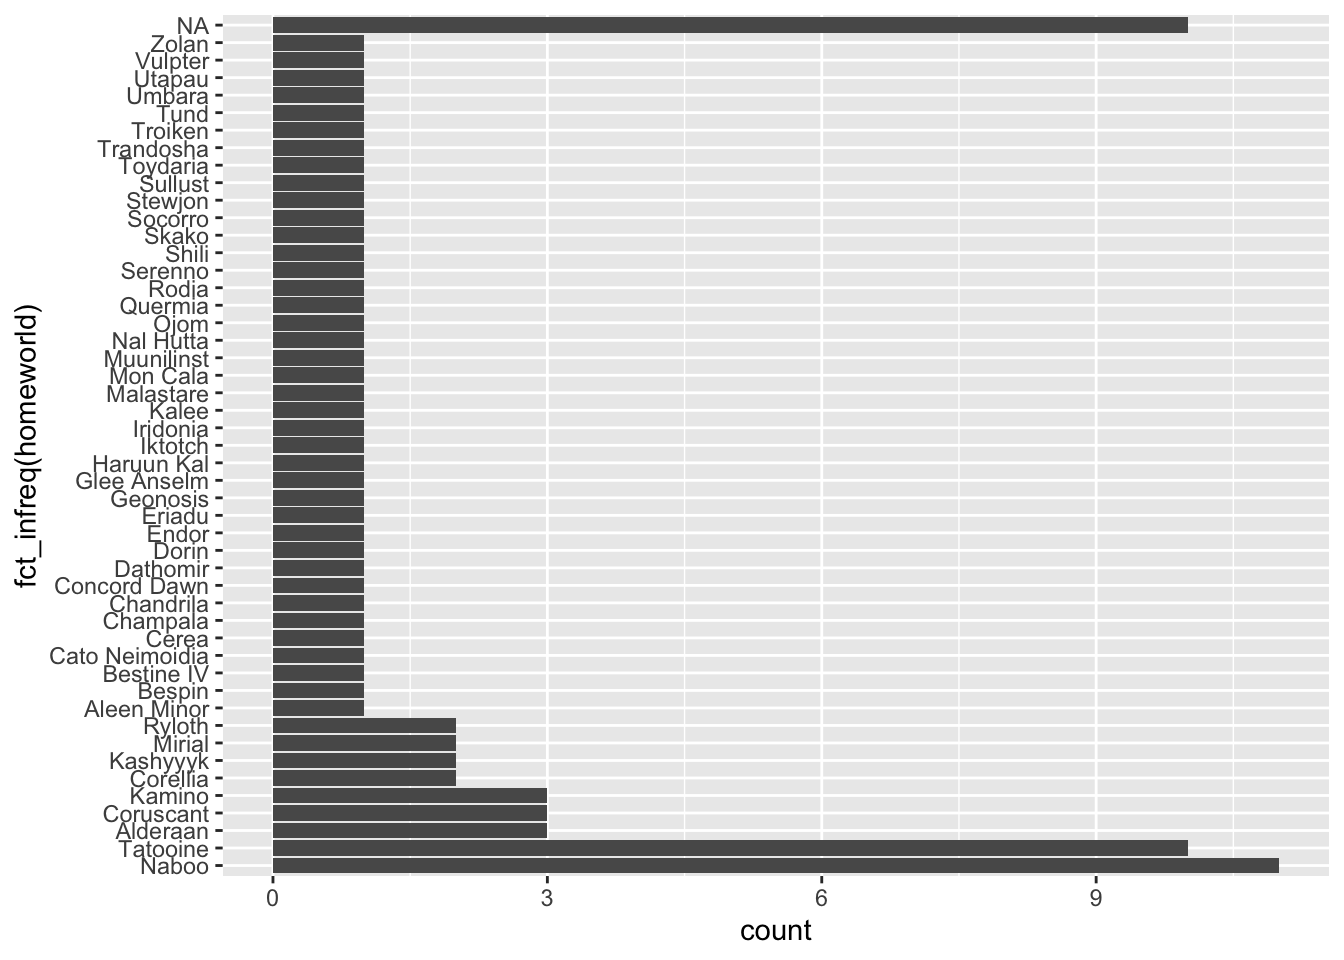 NA
Zolan
Vulpter
Utapau
Umbara
Tund
Troiken
Trandosha
Toydaria
Sullust
Stewjon
Socorro
Skako
Shili
Serenno
Rodia
Quermia
Ojom
Nal Hutta
Muunilinst
Mon Cala
Malastare
Kalee
Iridonia
Iktotch
Haruun Kal
Glee Anselm
Geonosis
Eriadu
Endor
Dorin
Dathomir
Concord Dawn
Chandrila
Champala
Cerea
Cato Neimoidia
Bestine IV
Bespin
Aleen Minor
Ryloth
Mirial
Kashyyyk
Corellia
Kamino
Coruscant
Alderaan
Tatooine
Naboo
fct_infreq(homeworld)
0 3 6 9
count